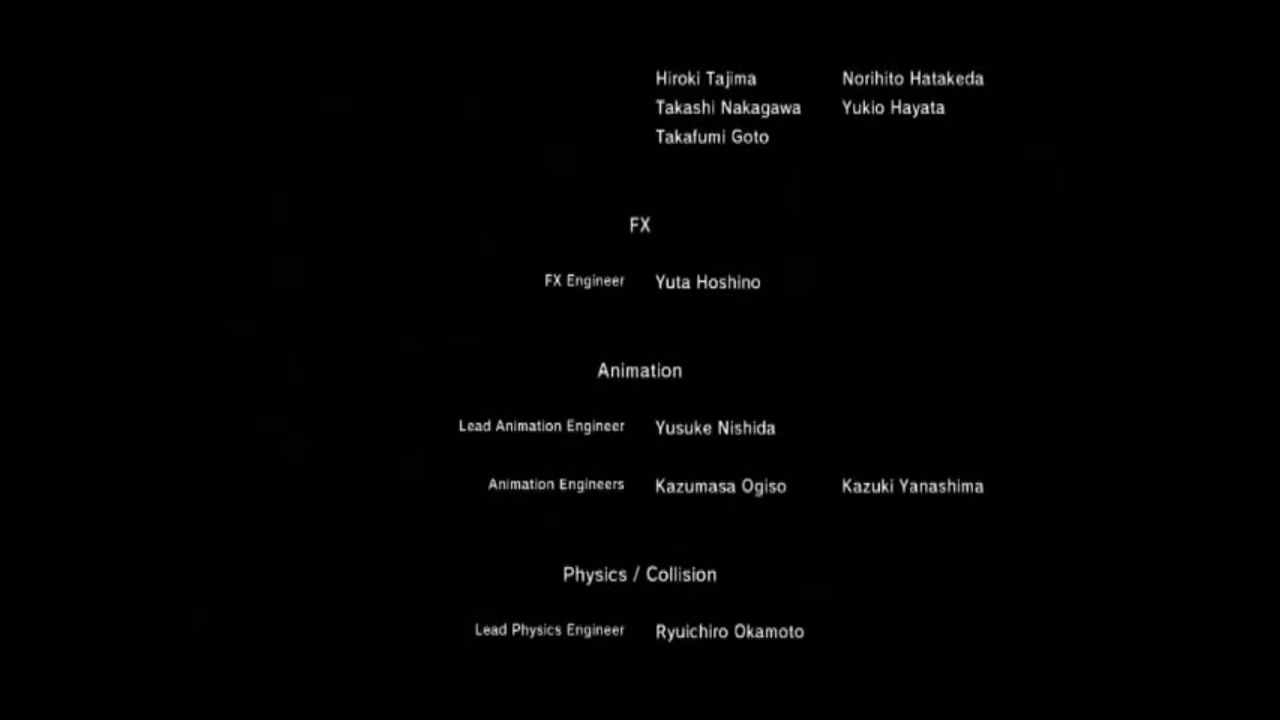 Hiroki Tajima Norihito Hatakeda
Takashi Nakagawa Yukio Hayata
Takafumi Goto
FX
FX Engineer Yuta Hoshino
Animation
Lead Animation Engineer Yusuke Nishida
Animation Engineers Kazumasa Ogiso Kazuki Yanashima
Physics / Collision
Lead Physics Engineer Ryuichiro Okamoto